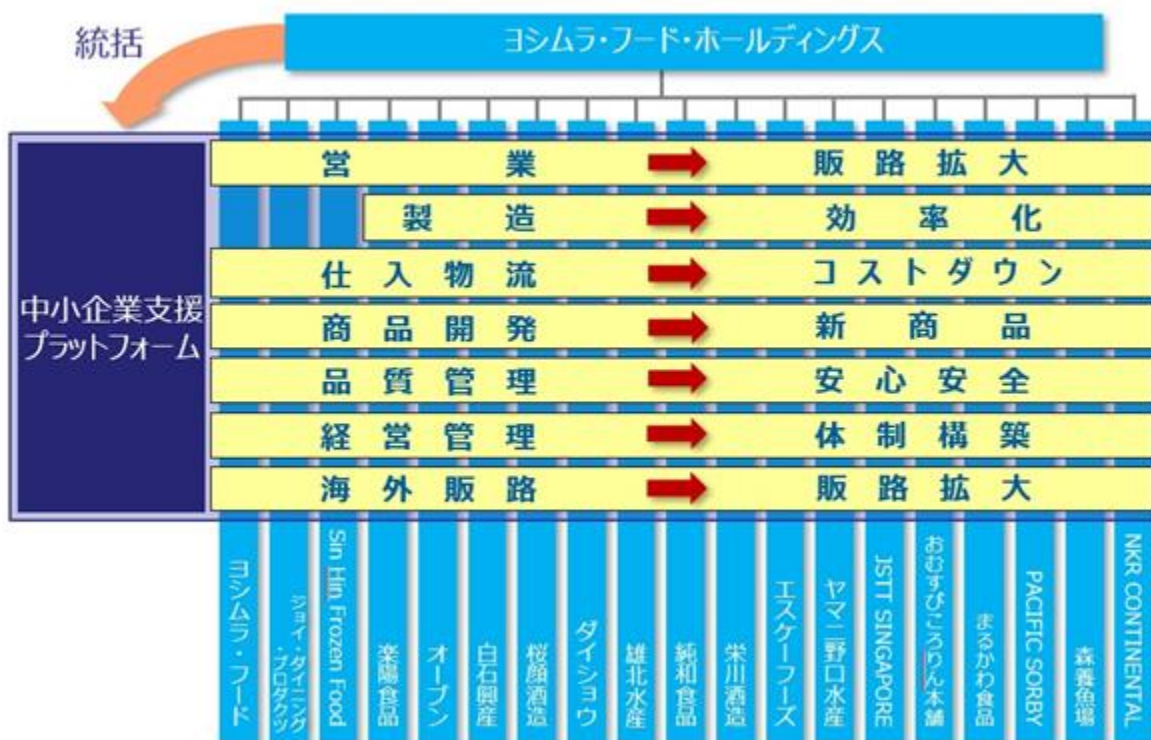 統括
ヨシムラ・フード・ホールディングス
中小企業支援
プラットフォーム
営業 販路拡大
製造 効率化
仕入物流 コストダウン
商品開発 新商品
品質管理 安心安全
経営管理 体制構築
海外販路 販路拡大
ヨシムラ・フード
ジョイ・ダイニング
・プロダクツ
Sin Hin Frozen Food
楽陽食品
オーブン
白石興産
桜顔酒造
ダイショウ
雄北水産
純和食品
栄川酒造
エスケーフーズ
ヤマニ野口水産
JSTT SINGAPORE
おむすびころりん本舗
まるかわ食品
PACIFIC SORBY
森養魚場
NKR CONTINENTAL